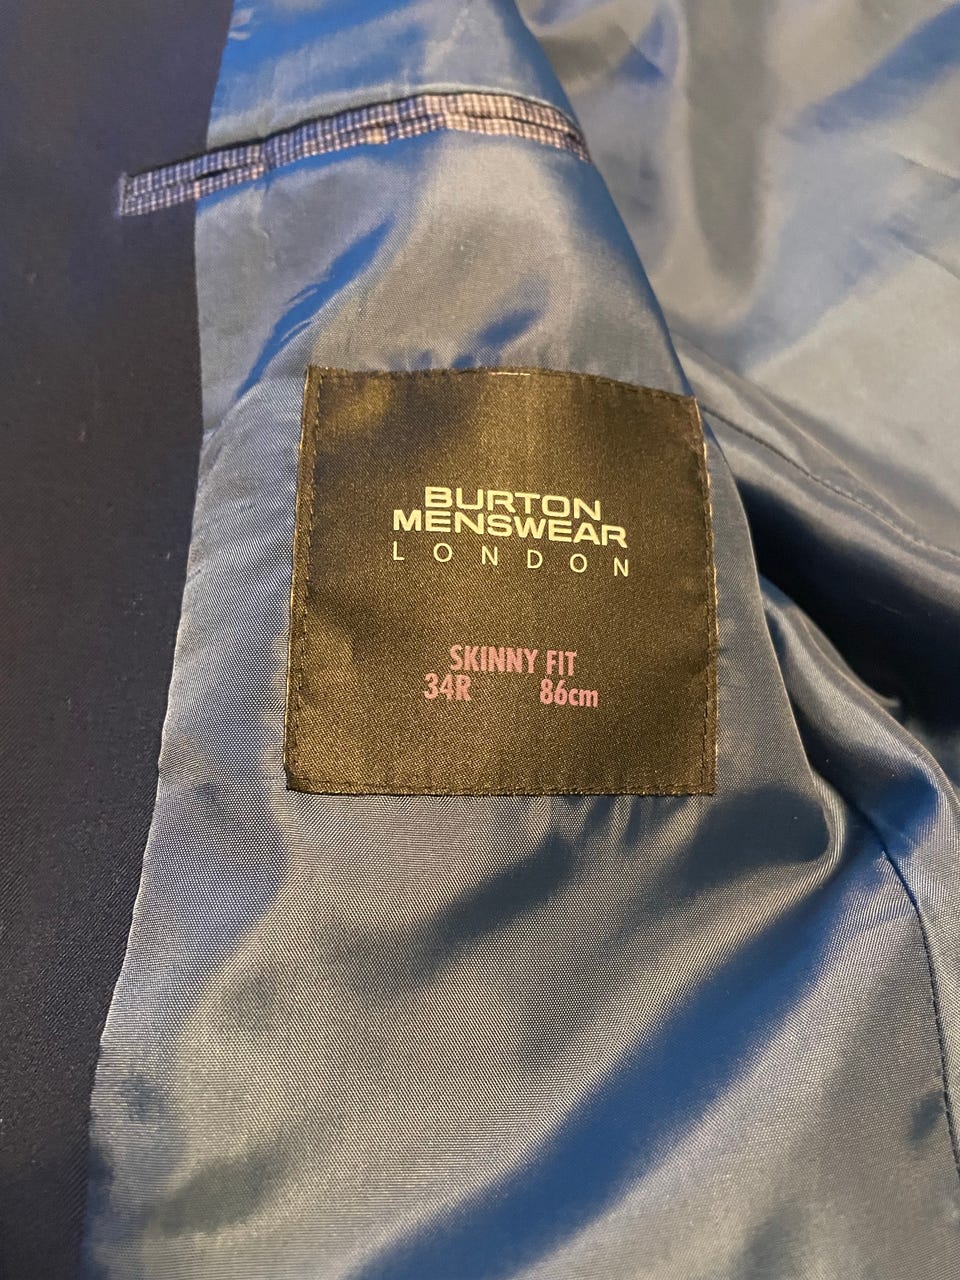 BURTON
MENSWEAR
LONDON
SKINNY FIT
34R 86cm